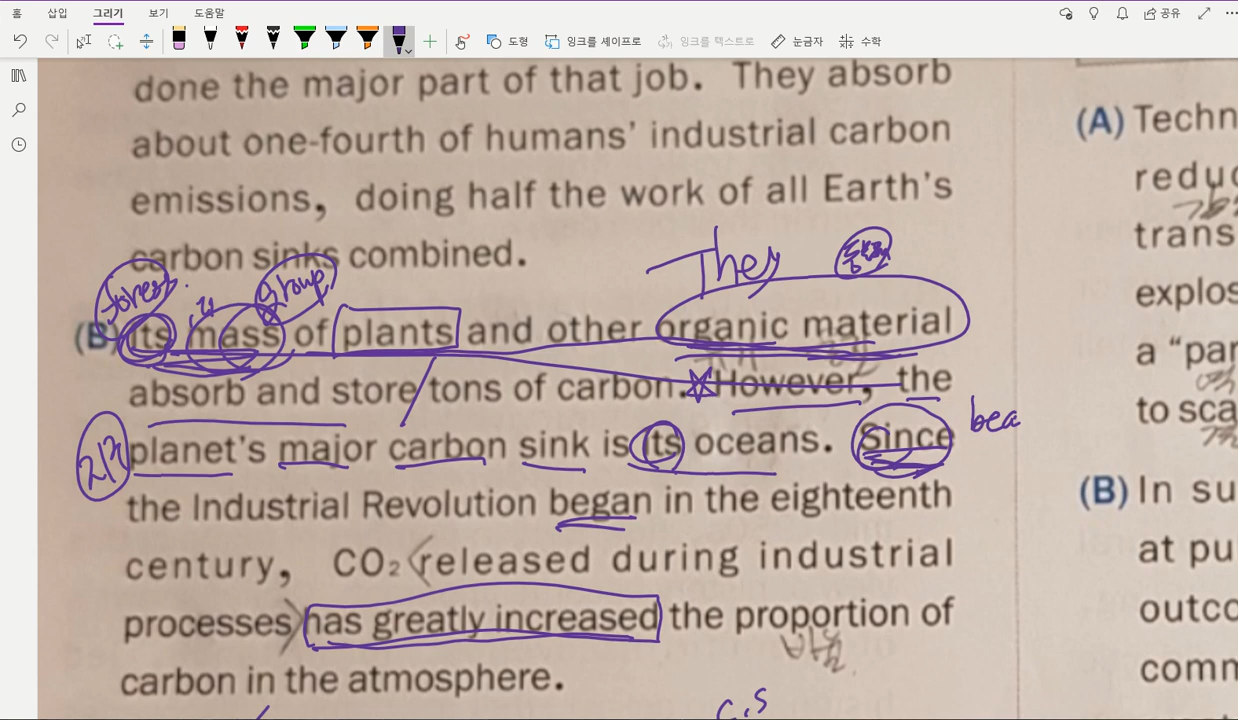 홈 삽입 그리기 보기 도움말
공유
도형 잉크를 셰이프로 잉크를 텍스트로 눈금자 수학
done the major part of that job. They absorb
about one-fourth of humans' industrial carbon
emissions, doing half the work of all Earth's
carbon sinks combined.
They
forest group
(B) Its mass of plants and other organic material
absorb and store tons of carbon. However, the
planet's major carbon sink is its oceans. Since
bea
the Industrial Revolution began in the eighteenth
century, CO₂ released during industrial
processes has greatly increased the proportion of
carbon in the atmosphere.
C.S
(A) Techn
redu
trans
explos
a "par
to sca
(B) In su
at pu
outco
comm